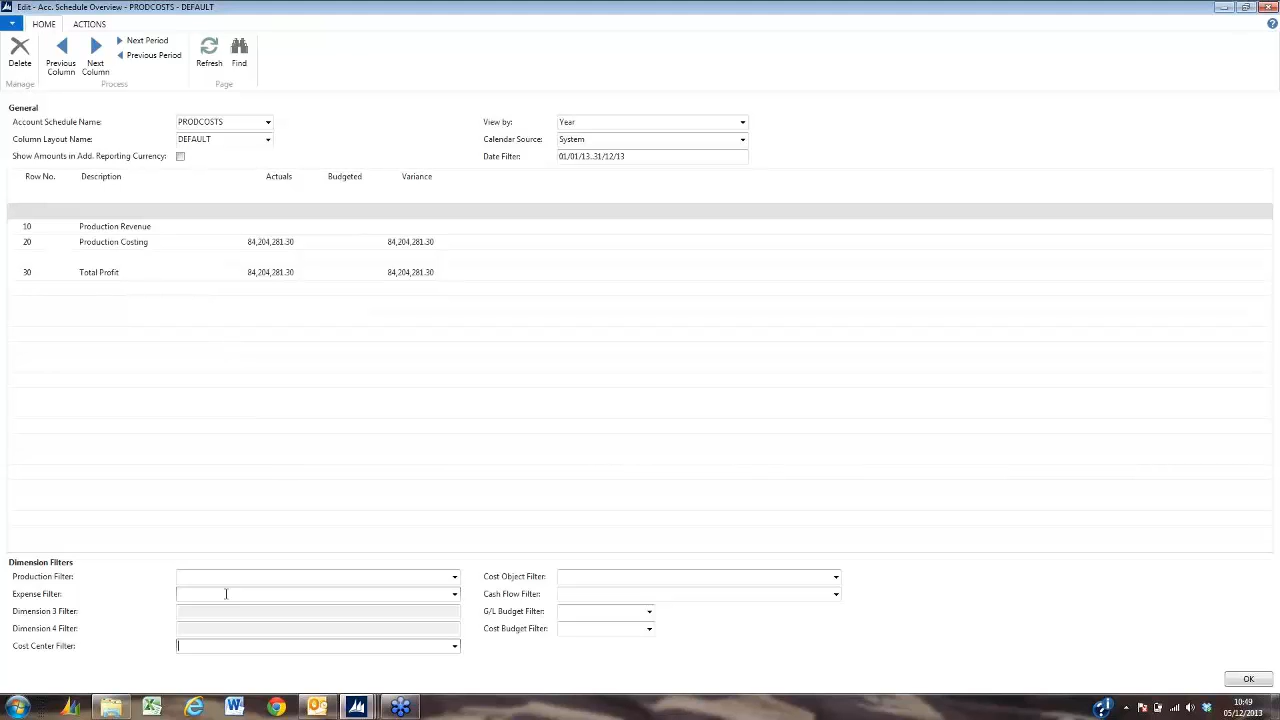 Edit - Acc. Schedule Overview - PRODCOSTS - DEFAULT
HOME ACTIONS
Delete
Previous Column
Next Column
Next Period
Previous Period
Refresh
Find
Manage Process Page
General
Account Schedule Name: PRODCOSTS View by: Year
Column Layout Name: DEFAULT Calendar Source: System
Show Amounts in Add. Reporting Currency: Date Filter: 01/01/13..31/12/13
Row No. Description Actuals Budgeted Variance
10 Production Revenue
20 Production Costing 84,204,281.30 84,204,281.30
30 Total Profit 84,204,281.30 84,204,281.30
Dimension Filters
Production Filter: Cost Object Filter:
Expense Filter: Cash Flow Filter:
Dimension 3 Filter: G/L Budget Filter:
Dimension 4 Filter: Cost Budget Filter:
Cost Center Filter:
OK
10:49
05/12/2013